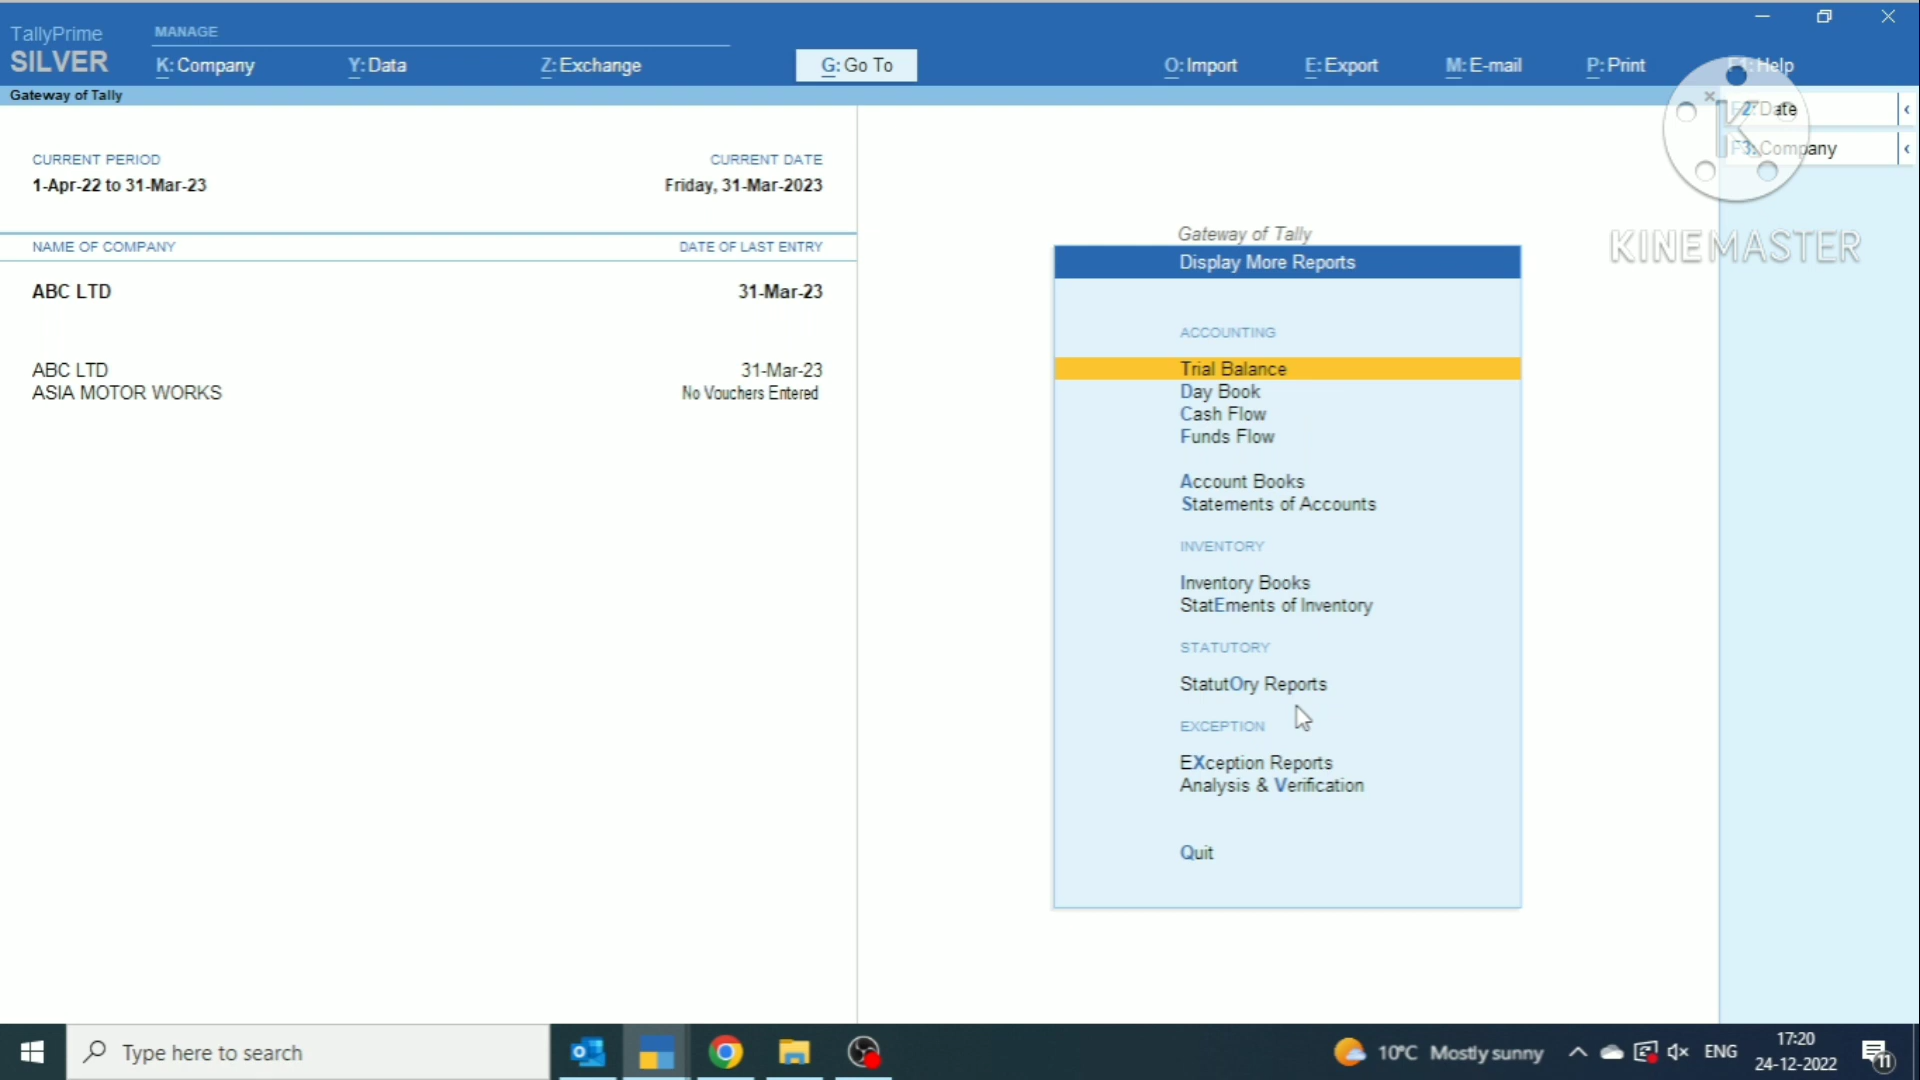 TallyPrime
SILVER
MANAGE
K: Company
Y: Data
Z: Exchange
G: Go To
O: Import
E: Export
M: E-mail
P: Print
F1: Help
Gateway of Tally
F2: Date
F3: Company
CURRENT PERIOD
CURRENT DATE
1-Apr-22 to 31-Mar-23
Friday, 31-Mar-2023
NAME OF COMPANY
DATE OF LAST ENTRY
ABC LTD
31-Mar-23
ABC LTD
31-Mar-23
ASIA MOTOR WORKS
No Vouchers Entered
KINEMASTER
Gateway of Tally
Display More Reports
ACCOUNTING
Trial Balance
Day Book
Cash Flow
Funds Flow
Account Books
Statements of Accounts
INVENTORY
Inventory Books
StatEments of Inventory
STATUTORY
StatutOry Reports
EXCEPTION
EXception Reports
Analysis & Verification
Quit
Type here to search
10°C Mostly sunny
ENG
17:20
24-12-2022
11